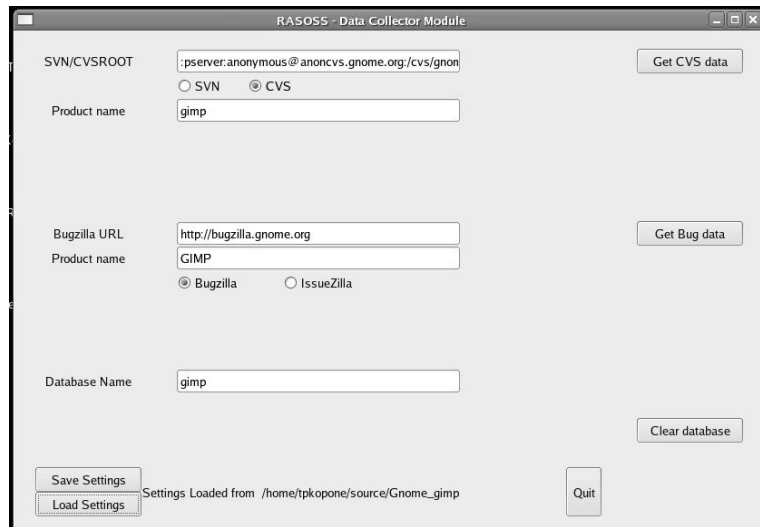 RASOSS - Data Collector Module
SVN/CVSROOT :pserver:anonymous@anoncvs.gnome.org:/cvs/gnon Get CVS data
SVN CVS
Product name gimp
Bugzilla URL http://bugzilla.gnome.org Get Bug data
Product name GIMP
Bugzilla IssueZilla
Database Name gimp
Clear database
Save Settings
Settings Loaded from /home/tpkopone/source/Gnome_gimp Quit
Load Settings